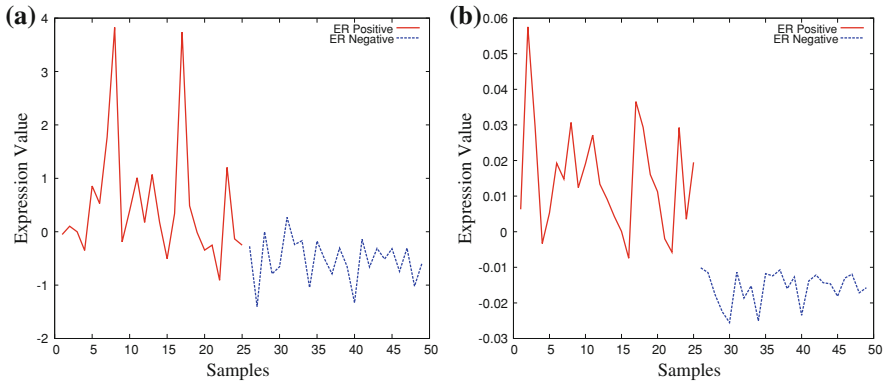 (a)
ER Positive
ER Negative
Expression Value
4
3
2
1
0
-1
-2
0 5 10 15 20 25 30 35 40 45 50
Samples
(b)
ER Positive
ER Negative
Expression Value
0.06
0.05
0.04
0.03
0.02
0.01
0
-0.01
-0.02
-0.03
0 5 10 15 20 25 30 35 40 45 50
Samples